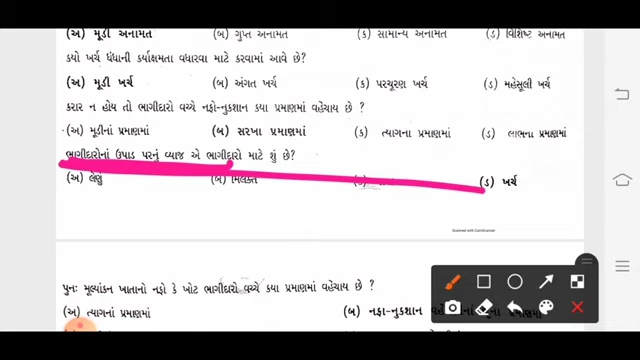 (અ) મૂડી અનામત (બ) ગુપ્ત અનામત (ક) સામાન્ય અનામત (ડ) વિશિષ્ટ અનામત
કયો ખર્ચ ધંધાની કાર્યક્ષમતા વધારવા માટે કરવામાં આવે છે?
(અ) મૂડી ખર્ચ (બ) અંગત ખર્ચ (ક) પરચૂરણ ખર્ચ (ડ) મહેસૂલી ખર્ચ
કરાર ન હોય તો ભાગીદારો વચ્ચે નફો-નુકશાન કયા પ્રમાણમાં વહેંચાય છે ?
(અ) મૂડીનાં પ્રમાણમાં (બ) સરખા પ્રમાણમાં (ક) ત્યાગના પ્રમાણમાં (ડ) લાભના પ્રમાણમાં
ભાગીદારોનાં ઉપાડ પરનું વ્યાજ એ ભાગીદારો માટે શું છે?
(અ) લેણું (બ) મિલકત (ડ) ખર્ચ
Scanned with CamScanner
પુનઃ મૂલ્યાંકન ખાતાનો નફો કે ખોટ ભાગીદારો વચ્ચે કયા પ્રમાણમાં વહેંચાય છે ?
(અ) ત્યાગના પ્રમાણમાં (બ) નફા-નુકશાન